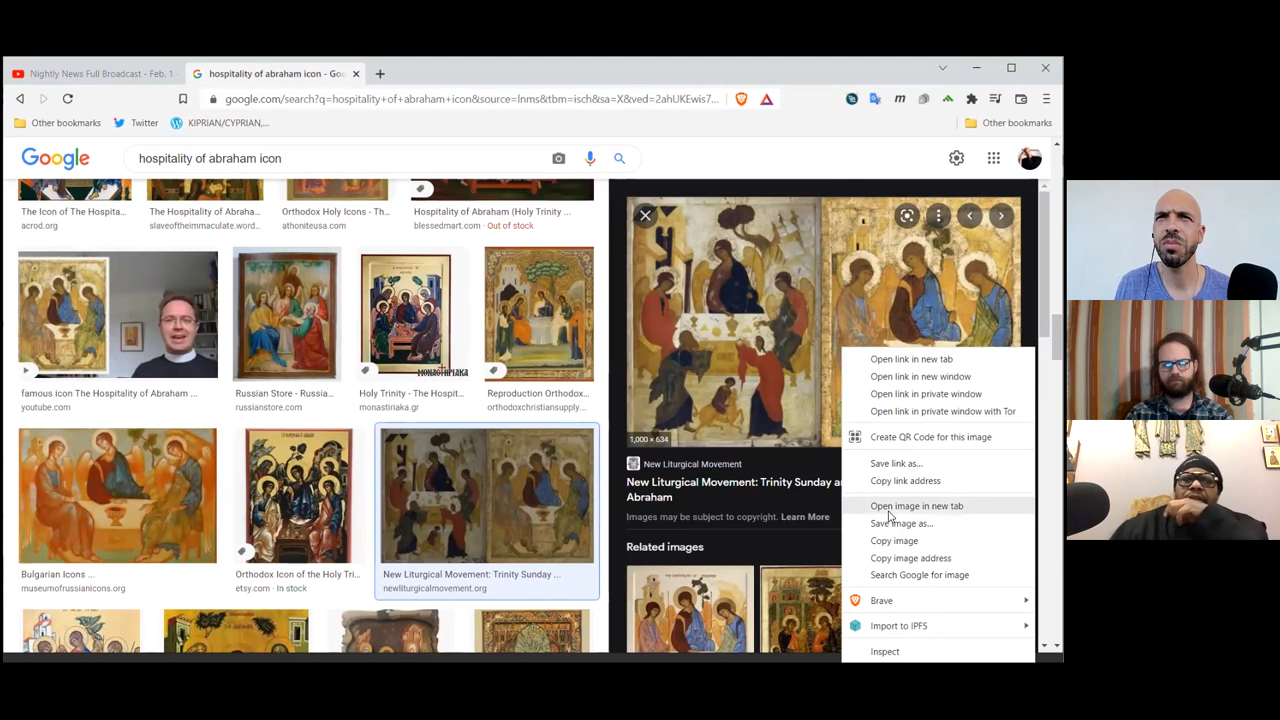 Nightly News Full Broadcast - Feb, 1
hospitality of abraham icon - Goo
google.com/search?q=hospitality+of+abraham+icon&source=lnms&tbm=isch&sa=X&ved=2ahUKEwis7...
Other bookmarks
Twitter
KIPRIAN/CYPRIAN,...
Other bookmarks
Google
hospitality of abraham icon
The Icon of The Hospita...
acrod.org
The Hospitality of Abraha...
slaveoftheimmaculate.word...
Orthodox Holy Icons - Th...
athoniteusa.com
Hospitality of Abraham (Holy Trinity ...
blessedmart.com - Out of stock
famous icon The Hospitality of Abraham ...
youtube.com
Russian Store - Russia...
russianstore.com
Holy Trinity - The Hospit...
monastiriaka.gr
Reproduction Orthodox...
orthodoxchristiansupply....
Bulgarian Icons ...
museumofrussianicons.org
Orthodox Icon of the Holy Tri...
etsy.com · In stock
New Liturgical Movement: Trinity Sunday ...
newliturgicalmovement.org
1,000 × 634
New Liturgical Movement
New Liturgical Movement: Trinity Sunday a
Abraham
Images may be subject to copyright. Learn More
Related images
Open link in new tab
Open link in new window
Open link in private window
Open link in private window with Tor
Create QR Code for this image
Save link as...
Copy link address
Open image in new tab
Save image as...
Copy image
Copy image address
Search Google for image
Brave
Import to IPFS
Inspect